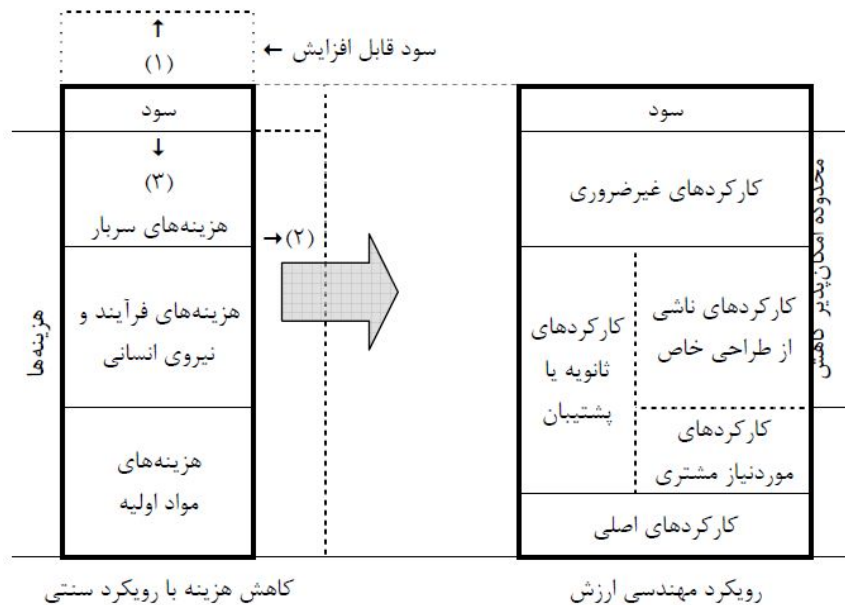 سود قابل افزایش ←
↑
(۱)
سود
↓
(۳)
هزینه‌های سربار
→(۲)
هزینه‌های فرآیند و
نیروی انسانی
هزینه‌های
مواد اولیه
هزینه‌ها
کاهش هزینه با رویکرد سنتی
سود
کارکردهای غیرضروری
کارکردهای ناشی
از طراحی خاص
کارکردهای
ثانویه یا
پشتیبان
کارکردهای
موردنیاز مشتری
کارکردهای اصلی
محدوده امکان‌پذیر کاهش
رویکرد مهندسی ارزش